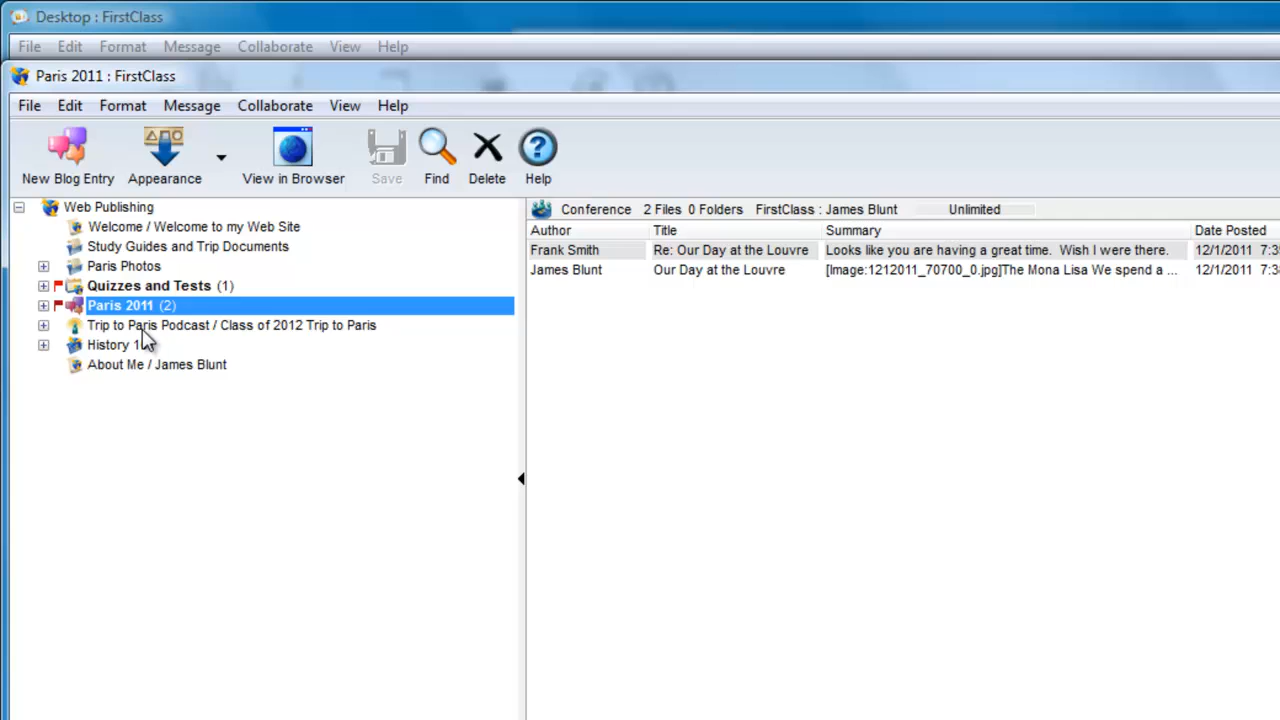 Desktop : FirstClass
File Edit Format Message Collaborate View Help
Paris 2011 : FirstClass
File Edit Format Message Collaborate View Help
New Blog Entry Appearance View in Browser Save Find Delete Help
Web Publishing
Welcome / Welcome to my Web Site
Study Guides and Trip Documents
Paris Photos
Quizzes and Tests (1)
Paris 2011 (2)
Trip to Paris Podcast / Class of 2012 Trip to Paris
History
About Me / James Blunt
Conference 2 Files 0 Folders FirstClass : James Blunt Unlimited
Author Title Summary Date Posted
Frank Smith Re: Our Day at the Louvre Looks like you are having a great time. Wish I were there. 12/1/2011
James Blunt Our Day at the Louvre [Image:1212011_70700_0.jpg]The Mona Lisa We spend a ... 12/1/2011